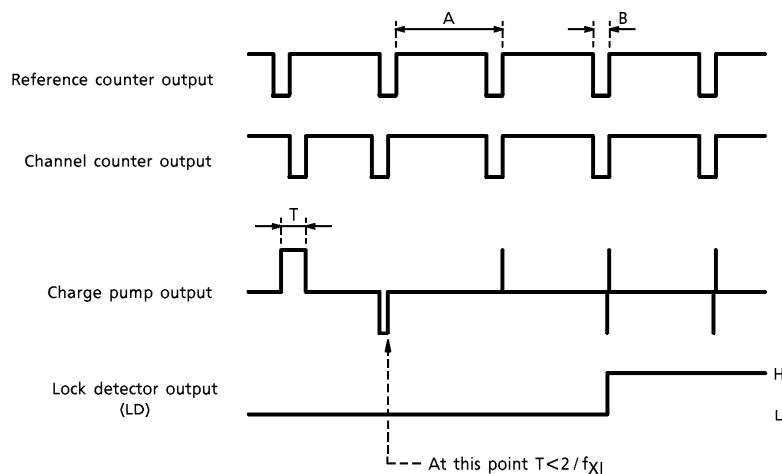 A
B
Reference counter output
Channel counter output
T
Charge pump output
Lock detector output
(LD)
H
L
At this point T<2/fXI